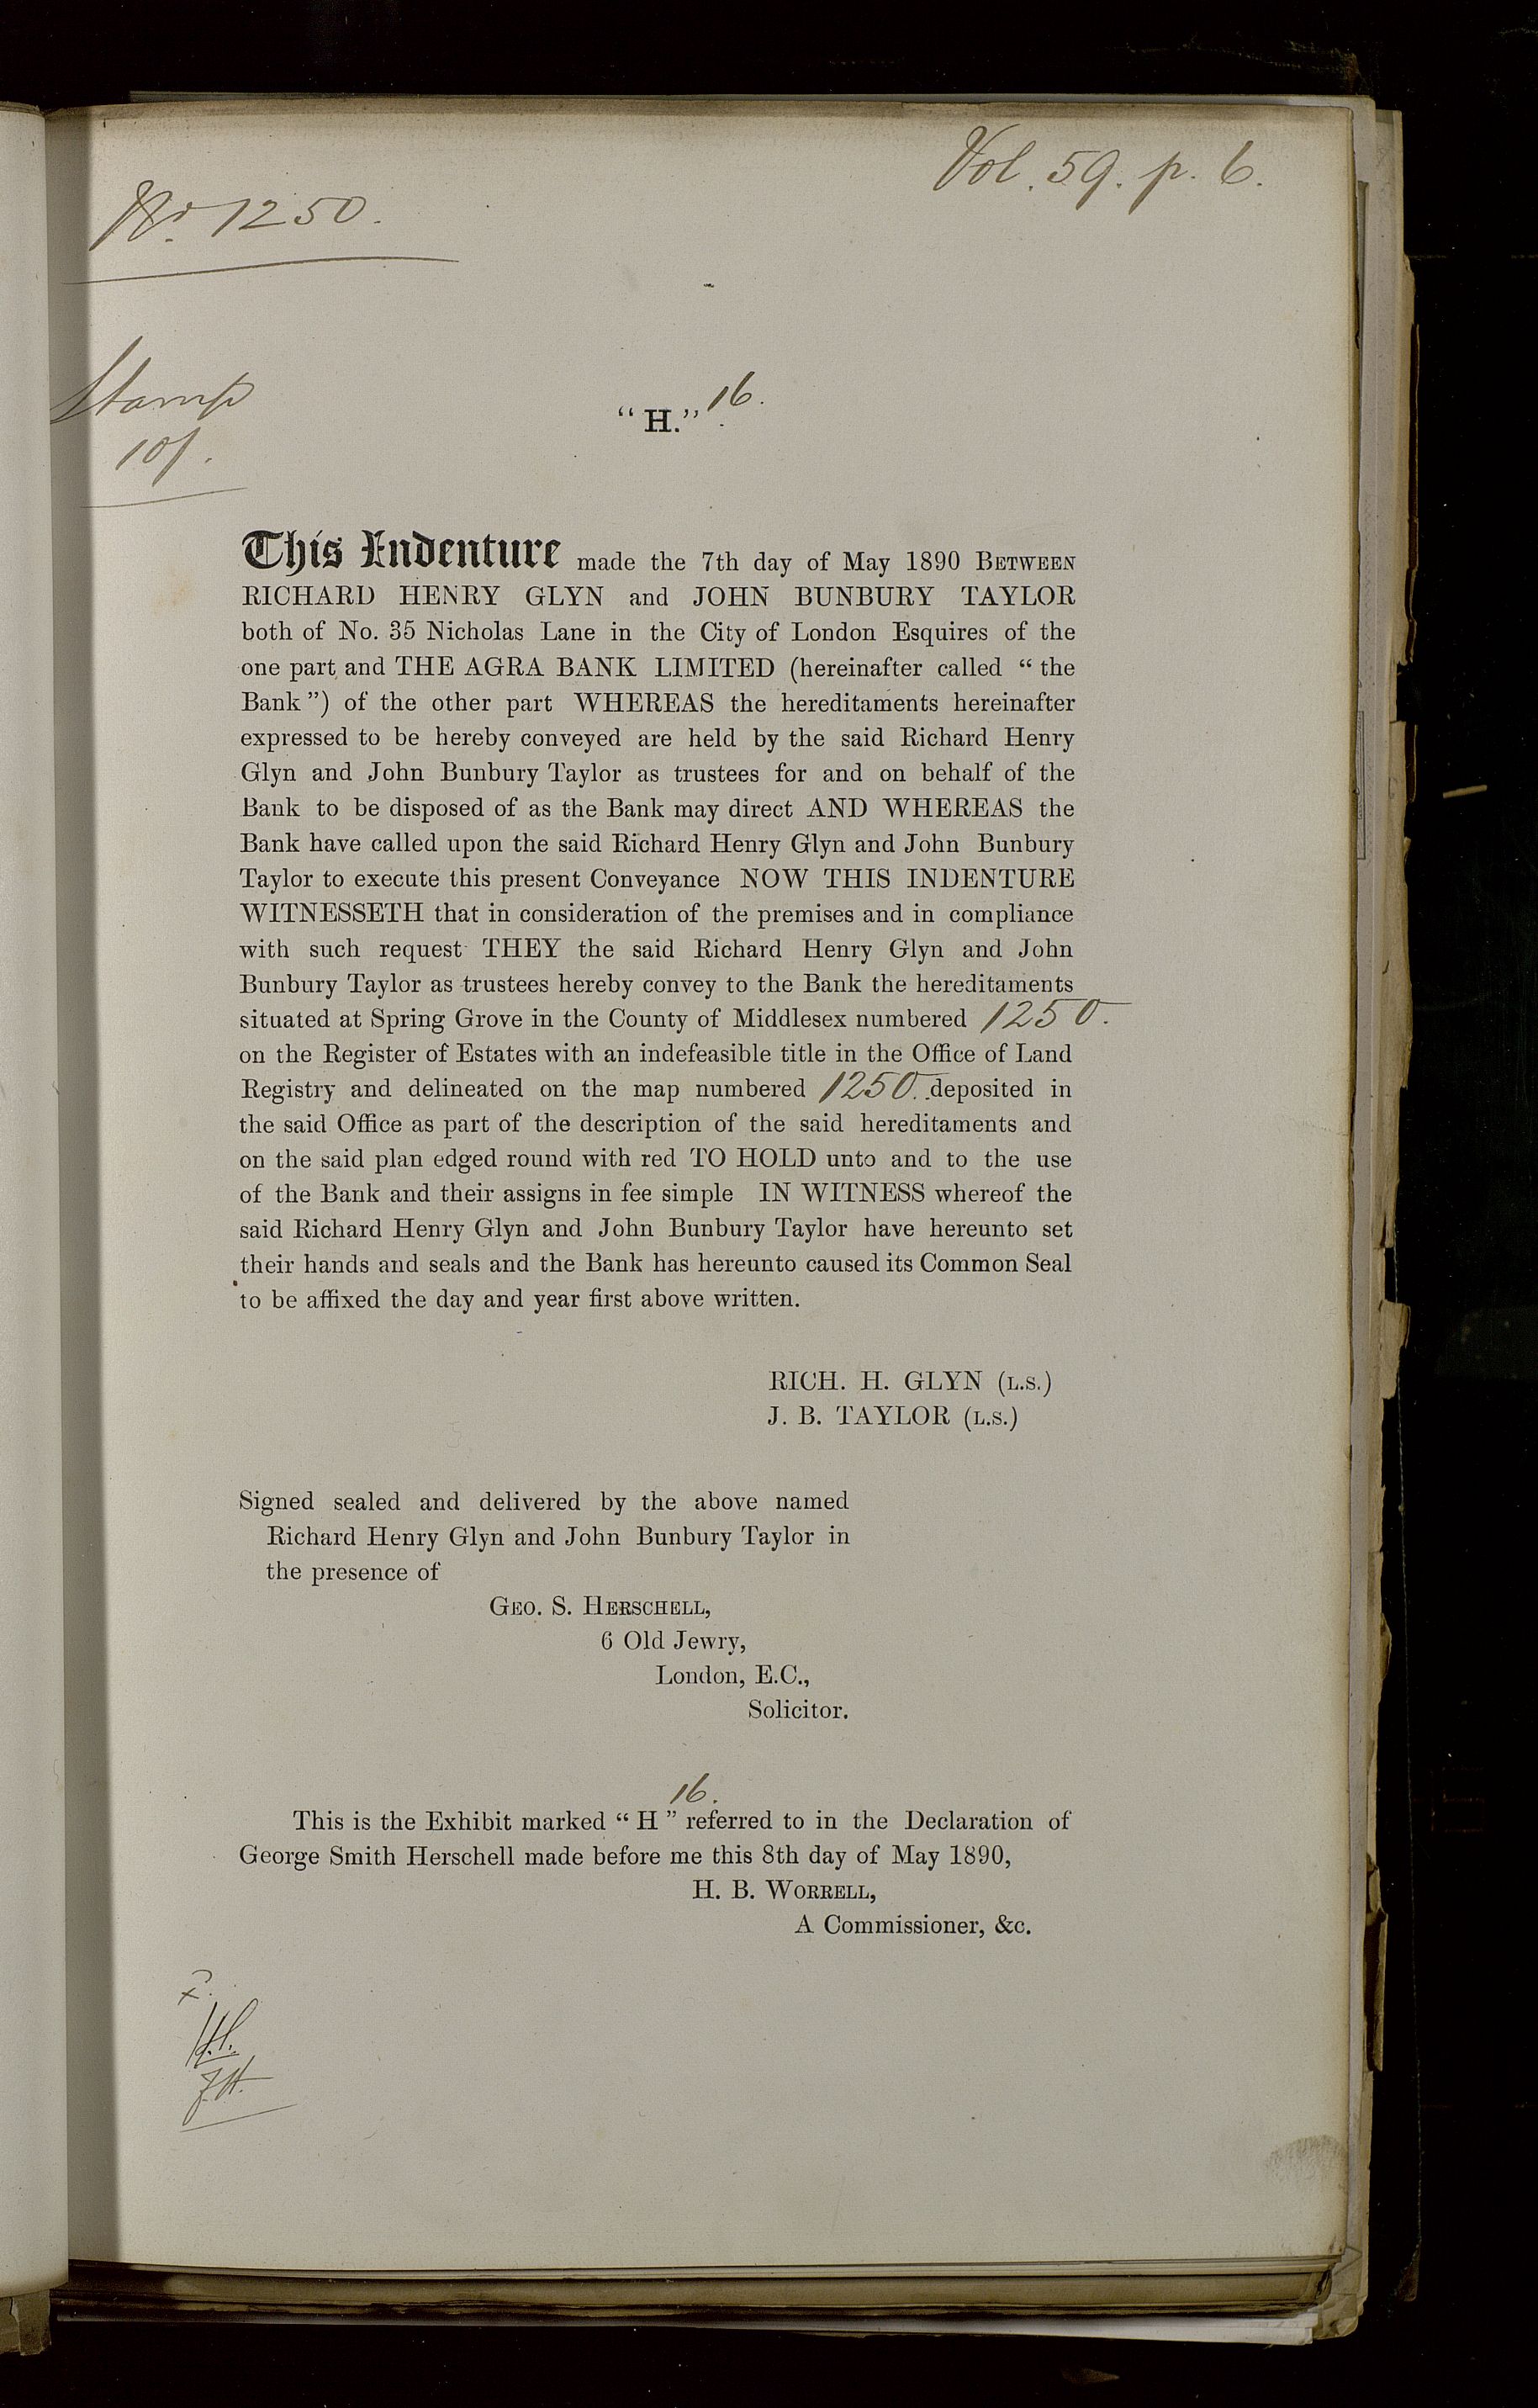 Vol. 59. p. 6.
No. 1250.
Stamp
10/.
"H." 16.
This Indenture made the 7th day of May 1890 BETWEEN
RICHARD HENRY GLYN and JOHN BUNBURY TAYLOR
both of No. 35 Nicholas Lane in the City of London Esquires of the
one part and THE AGRA BANK LIMITED (hereinafter called "the
Bank") of the other part WHEREAS the hereditaments hereinafter
expressed to be hereby conveyed are held by the said Richard Henry
Glyn and John Bunbury Taylor as trustees for and on behalf of the
Bank to be disposed of as the Bank may direct AND WHEREAS the
Bank have called upon the said Richard Henry Glyn and John Bunbury
Taylor to execute this present Conveyance NOW THIS INDENTURE
WITNESSETH that in consideration of the premises and in compliance
with such request THEY the said Richard Henry Glyn and John
Bunbury Taylor as trustees hereby convey to the Bank the hereditaments
situated at Spring Grove in the County of Middlesex numbered 1250.
on the Register of Estates with an indefeasible title in the Office of Land
Registry and delineated on the map numbered 1250. deposited in
the said Office as part of the description of the said hereditaments and
on the said plan edged round with red TO HOLD unto and to the use
of the Bank and their assigns in fee simple IN WITNESS whereof the
said Richard Henry Glyn and John Bunbury Taylor have hereunto set
their hands and seals and the Bank has hereunto caused its Common Seal
to be affixed the day and year first above written.
RICH. H. GLYN (L.S.)
J. B. TAYLOR (L.S.)
Signed sealed and delivered by the above named
Richard Henry Glyn and John Bunbury Taylor in
the presence of
GEO. S. HERSCHELL,
6 Old Jewry,
London, E.C.,
Solicitor.
16.
This is the Exhibit marked "H" referred to in the Declaration of
George Smith Herschell made before me this 8th day of May 1890,
H. B. WORRELL,
A Commissioner, &c.